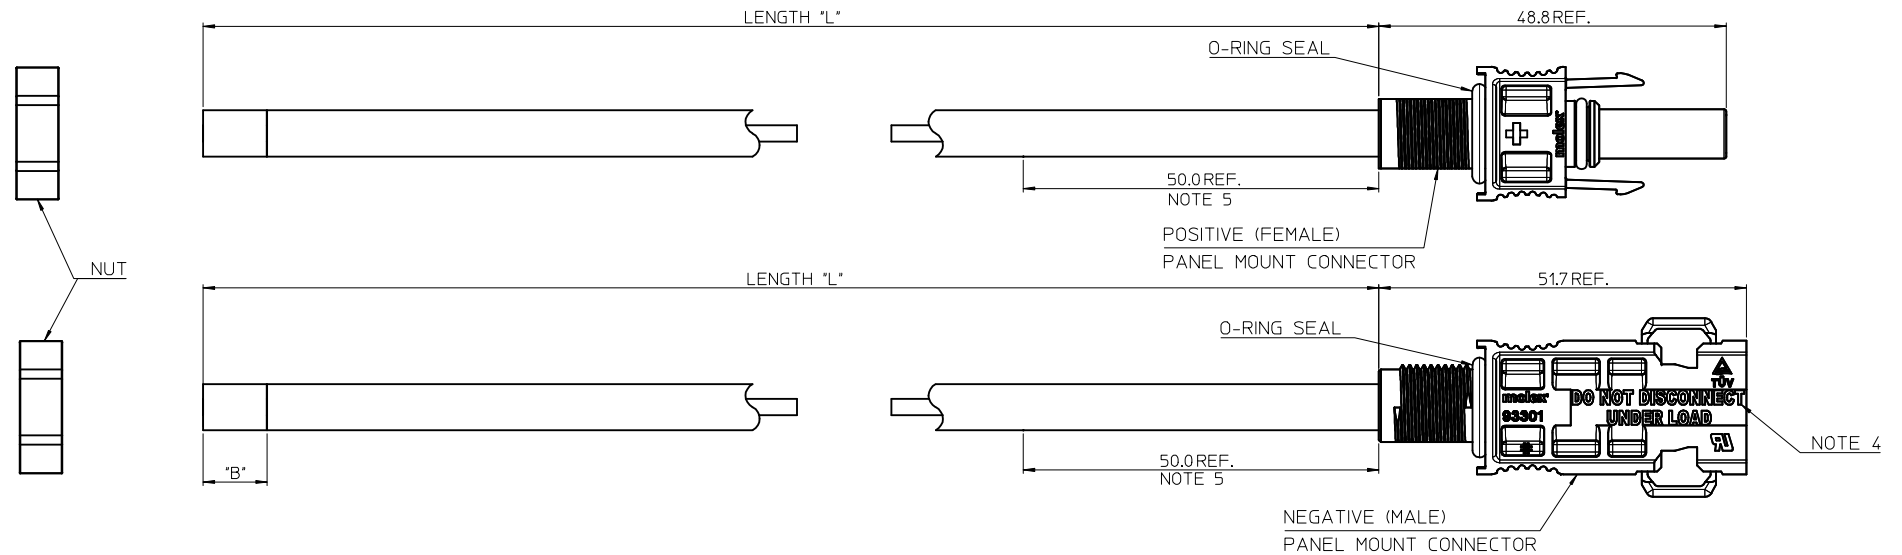 LENGTH "L"
48.8 REF.
O-RING SEAL
molex
50.0 REF.
NOTE 5
POSITIVE (FEMALE)
PANEL MOUNT CONNECTOR
NUT
LENGTH "L"
51.7 REF.
O-RING SEAL
TÜV
molex
DO NOT DISCONNECT
93301
UNDER LOAD
NOTE 4
"B"
50.0 REF.
NOTE 5
NEGATIVE (MALE)
PANEL MOUNT CONNECTOR